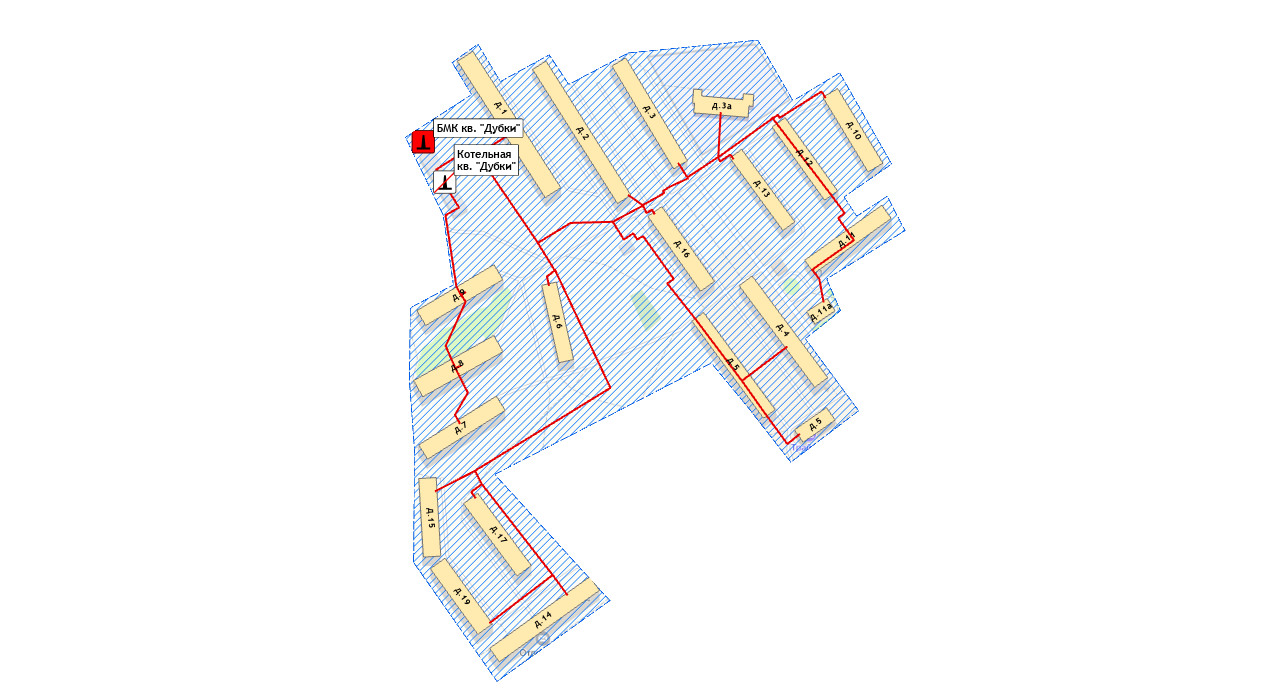 д.1
БМК кв. "Дубки"
Котельная
кв. "Дубки"
д.2
д.3
д.3а
д.10
д.12
д.13
д.16
д.11
д.11а
д.9
д.6
д.4
д.8
д.5
д.7
д.5
д.15
д.17
д.19
д.14